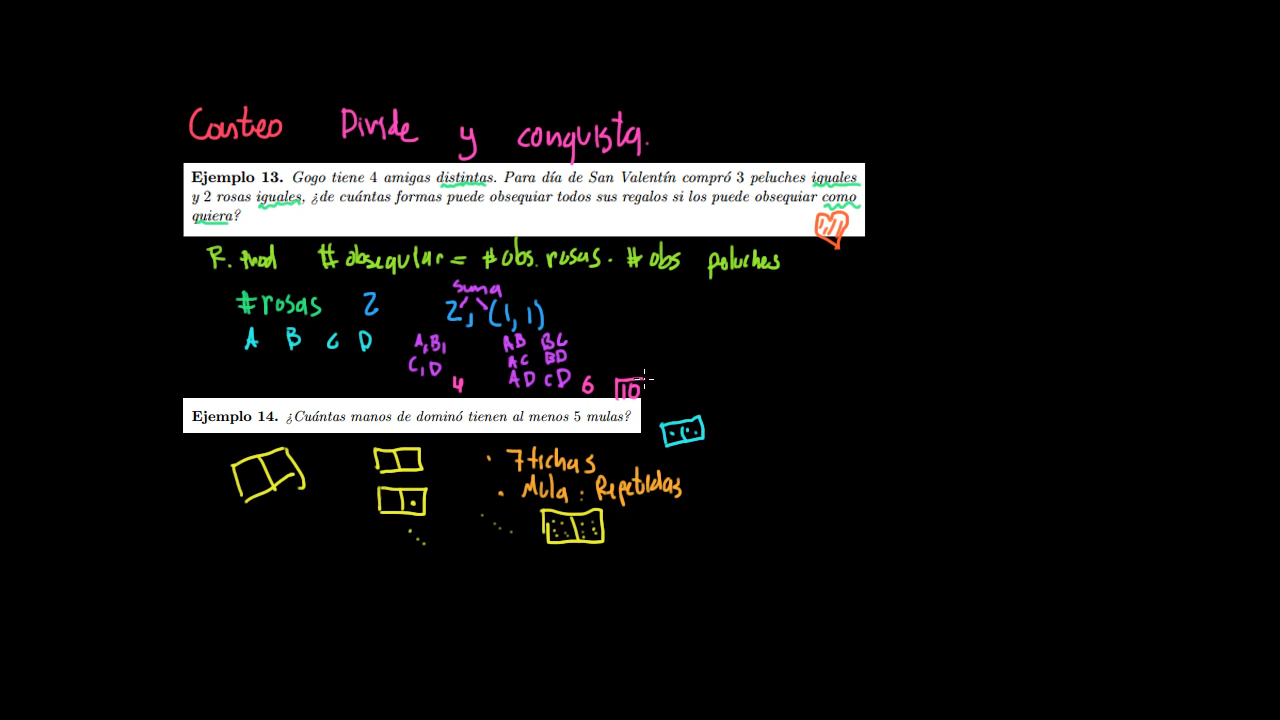 Conteo Divide y conquista.
Ejemplo 13. Gogo tiene 4 amigas distintas. Para día de San Valentín compró 3 peluches iguales
y 2 rosas iguales, ¿de cuántas formas puede obsequiar todos sus regalos si los puede obsequiar como
quiera?
R. Prod # obsequiar = # obs. rosas · # obs peluches
suma
#rosas 2 2, (1, 1)
A B C D A, B, AB BC
C, D AC BD
4 AD CD 6 10
Ejemplo 14. ¿Cuántas manos de dominó tienen al menos 5 mulas?
· 7 fichas
· Mula : Repetidas